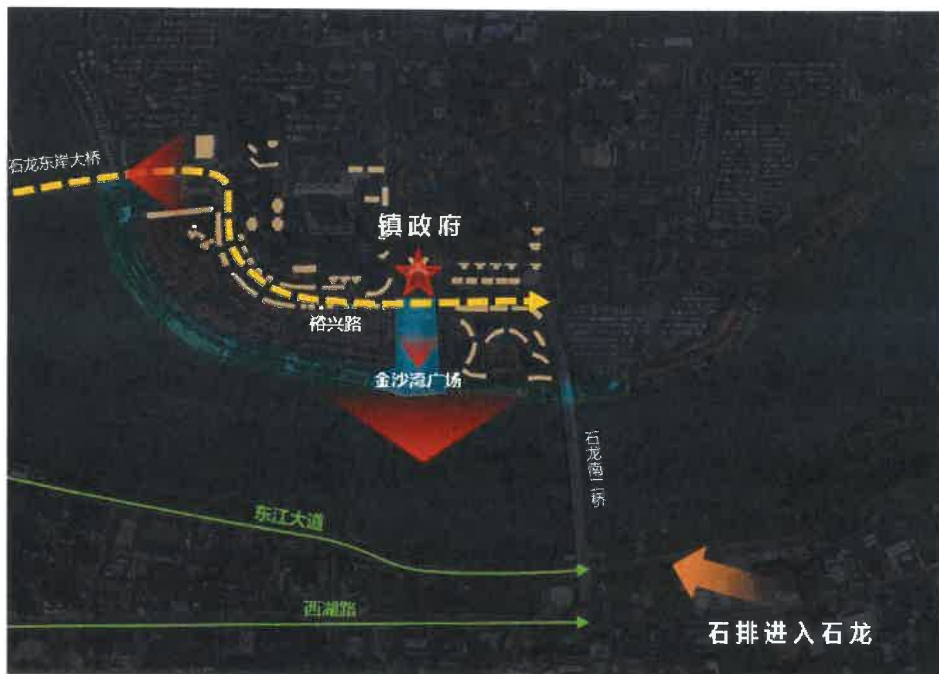 石龙东岸大桥
镇政府
裕兴路
金沙湾广场
石龙南二桥
东江大道
西湖路
石排进入石龙